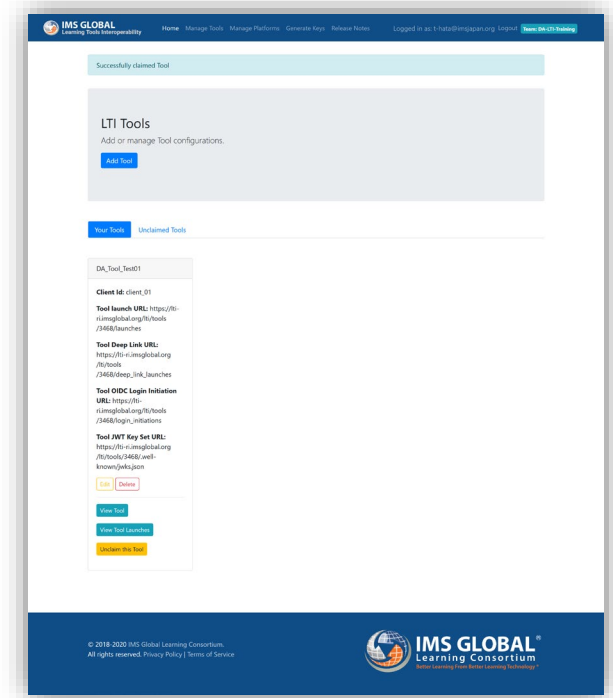 IMS GLOBAL
Learning Tools Interoperability
Home Manage Tools Manage Platforms Generate Keys Release Notes Logged in as: t-hata@imsjapan.org Logout Team: DA-LTI-Training
Successfully claimed Tool
LTI Tools
Add or manage Tool configurations.
Add Tool
Your Tools Unclaimed Tools
DA_Tool_Test01
Client Id: client_01
Tool launch URL: https://lti-
ri.imsglobal.org/lti/tools
/3468/launches
Tool Deep Link URL:
https://lti-ri.imsglobal.org
/lti/tools
/3468/deep_link_launches
Tool OIDC Login Initiation
URL: https://lti-
ri.imsglobal.org/lti/tools
/3468/login_initiations
Tool JWT Key Set URL:
https://lti-ri.imsglobal.org
/lti/tools/3468/.well-
known/jwks.json
Edit Delete
View Tool
View Tool Launches
Unclaim this Tool
© 2018-2020 IMS Global Learning Consortium.
All rights reserved. Privacy Policy | Terms of Service
IMS GLOBAL®
Learning Consortium
Better Learning From Better Learning Technology®